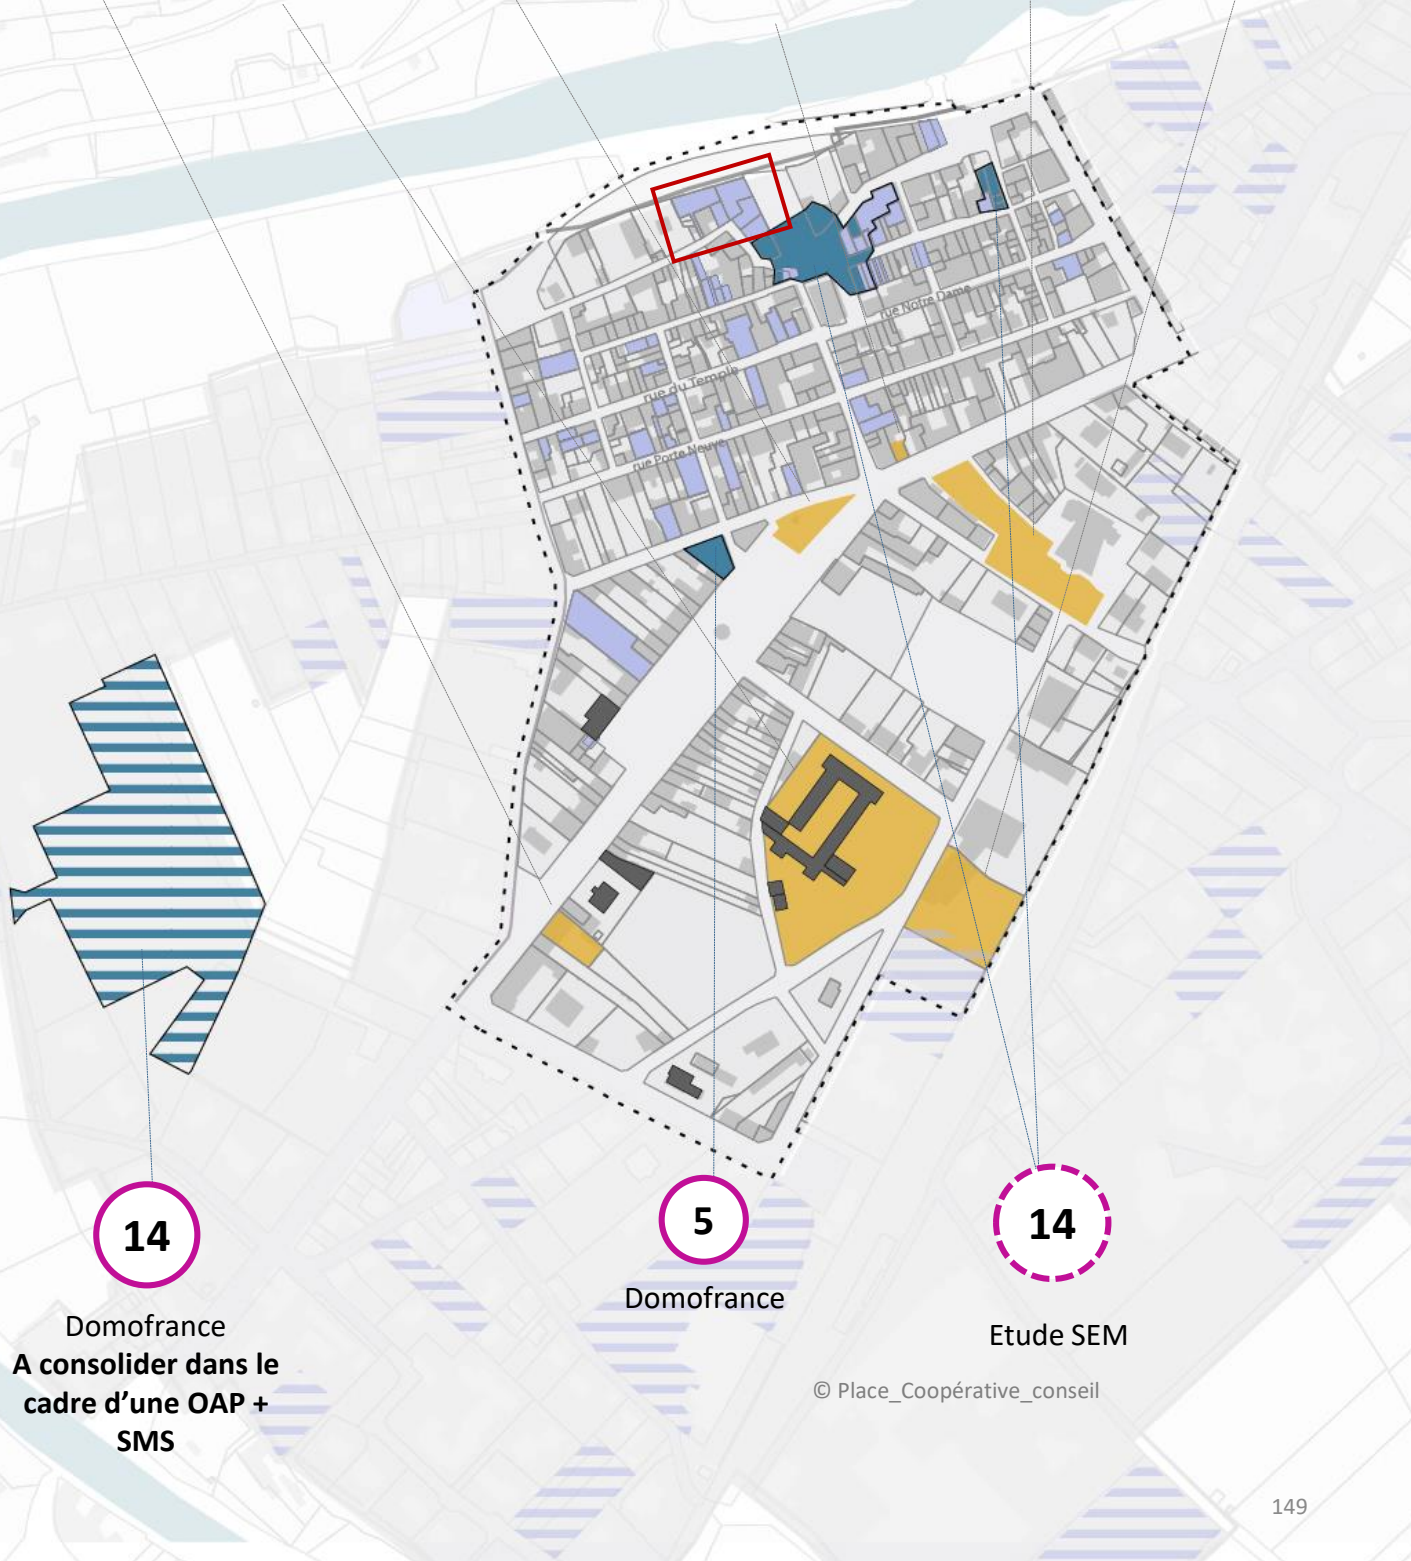 rue Notre Dame
rue du Temple
rue Porte Neuve
14
5
14
Domofrance
A consolider dans le
cadre d’une OAP +
SMS
Domofrance
Etude SEM
© Place_Coopérative_conseil
149